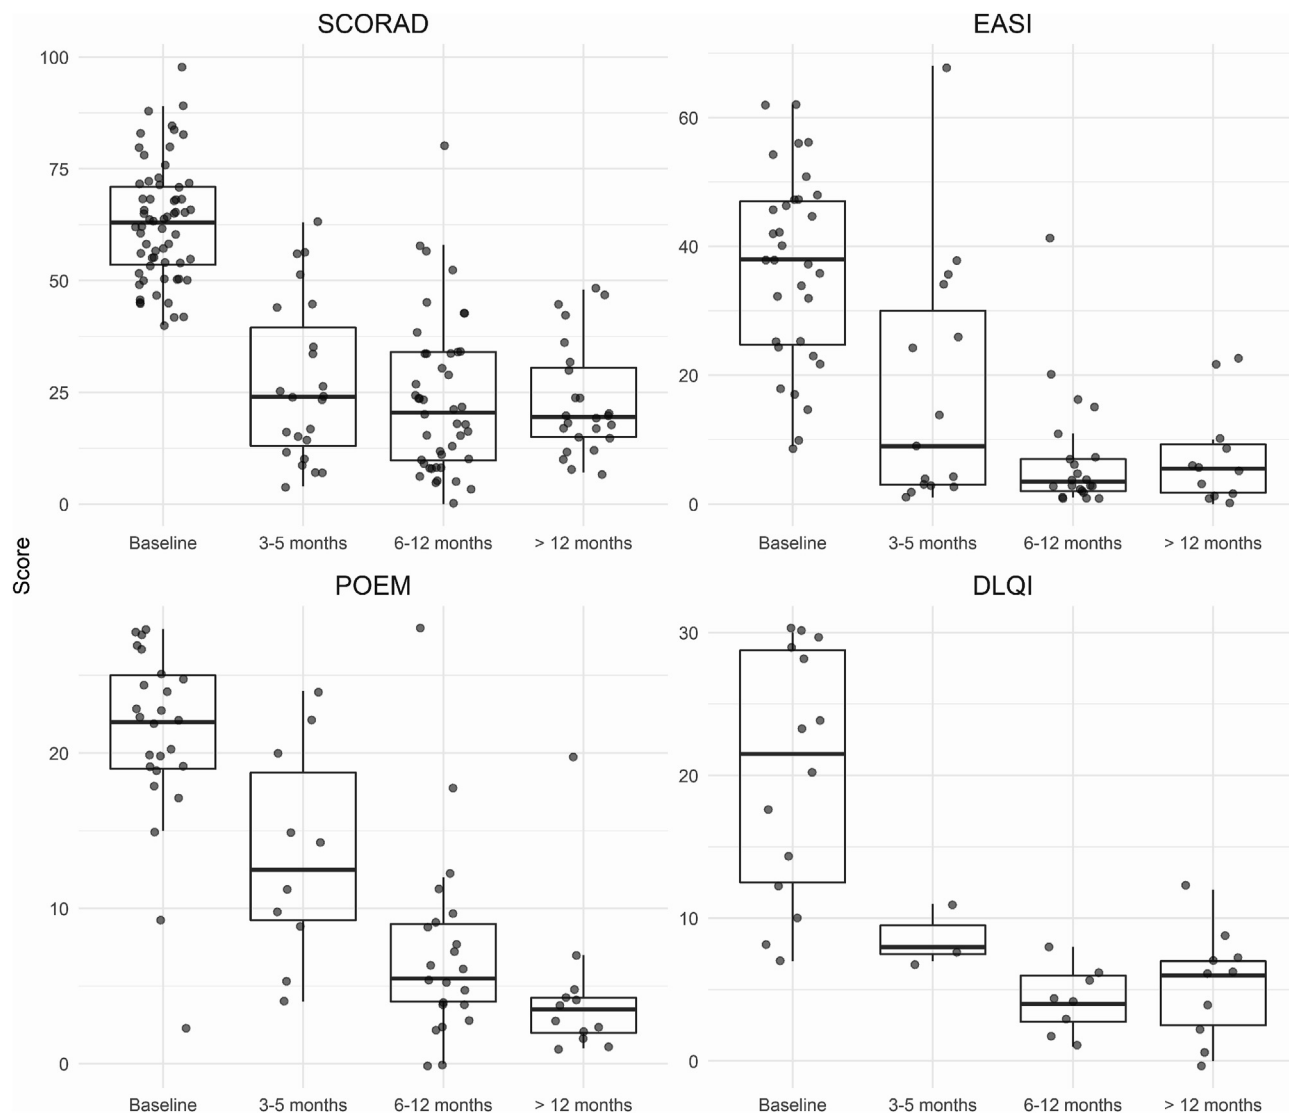 SCORAD
EASI
100
75
50
25
0
60
40
20
0
Baseline
3-5 months
6-12 months
> 12 months
Baseline
3-5 months
6-12 months
> 12 months
Score
POEM
DLQI
20
10
0
30
20
10
0
Baseline
3-5 months
6-12 months
> 12 months
Baseline
3-5 months
6-12 months
> 12 months